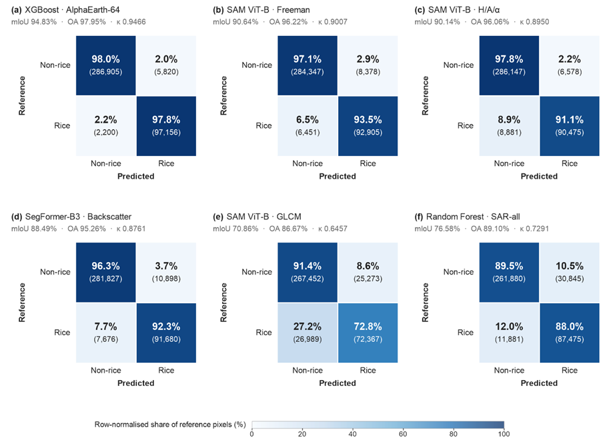 (a) XGBoost · AlphaEarth-64
mIoU 94.83% · OA 97.95% · κ 0.9466
Reference
Non-rice
98.0%
(286,905)
2.0%
(5,820)
Rice
2.2%
(2,200)
97.8%
(97,156)
Non-rice
Rice
Predicted
(b) SAM ViT-B · Freeman
mIoU 90.64% · OA 96.22% · κ 0.9007
Reference
Non-rice
97.1%
(284,347)
2.9%
(8,378)
Rice
6.5%
(6,451)
93.5%
(92,905)
Non-rice
Rice
Predicted
(c) SAM ViT-B · H/A/α
mIoU 90.14% · OA 96.06% · κ 0.8950
Reference
Non-rice
97.8%
(286,147)
2.2%
(6,578)
Rice
8.9%
(8,881)
91.1%
(90,475)
Non-rice
Rice
Predicted
(d) SegFormer-B3 · Backscatter
mIoU 88.49% · OA 95.26% · κ 0.8761
Reference
Non-rice
96.3%
(281,827)
3.7%
(10,898)
Rice
7.7%
(7,676)
92.3%
(91,680)
Non-rice
Rice
Predicted
(e) SAM ViT-B · GLCM
mIoU 70.86% · OA 86.67% · κ 0.6457
Reference
Non-rice
91.4%
(267,452)
8.6%
(25,273)
Rice
27.2%
(26,989)
72.8%
(72,367)
Non-rice
Rice
Predicted
(f) Random Forest · SAR-all
mIoU 76.58% · OA 89.10% · κ 0.7291
Reference
Non-rice
89.5%
(261,880)
10.5%
(30,845)
Rice
12.0%
(11,881)
88.0%
(87,475)
Non-rice
Rice
Predicted
Row-normalised share of reference pixels (%)
0 20 40 60 80 100